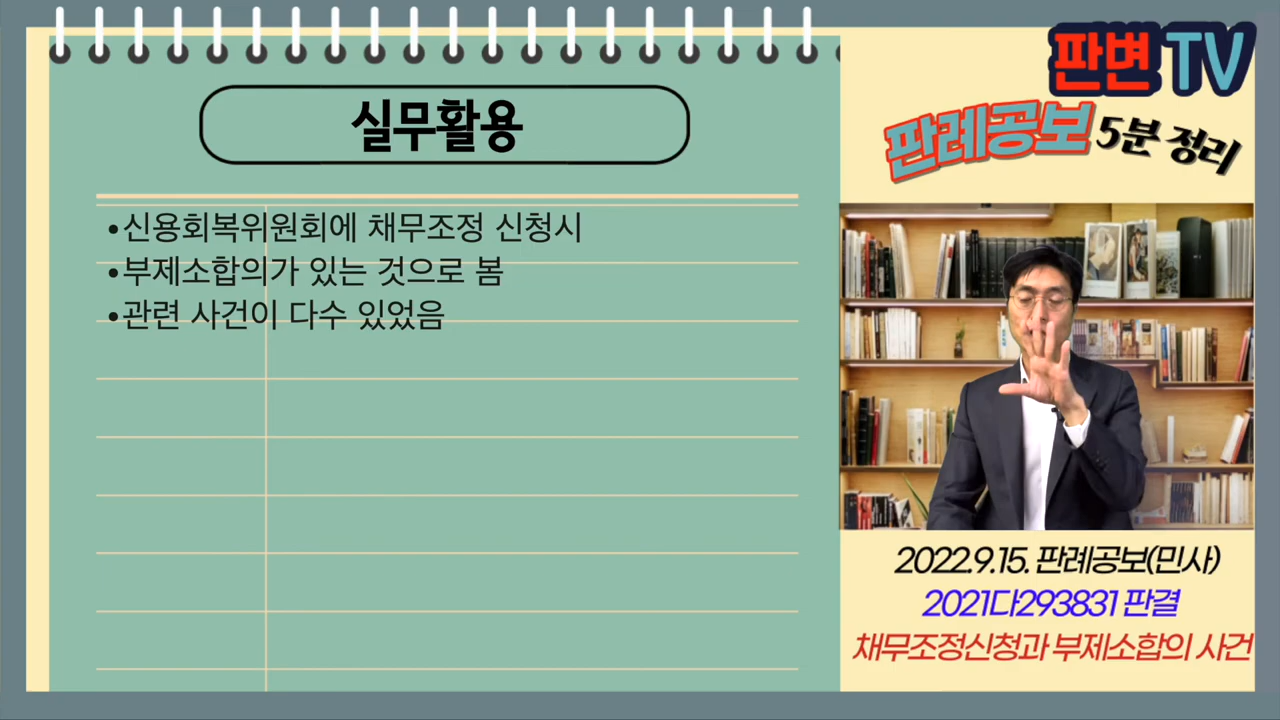 실무활용
•신용회복위원회에 채무조정 신청시
•부제소합의가 있는 것으로 봄
•관련 사건이 다수 있었음
판변 TV
판례공보 5분 정리
2022.9.15. 판례공보(민사)
2021다293831 판결
채무조정신청과 부제소합의 사건